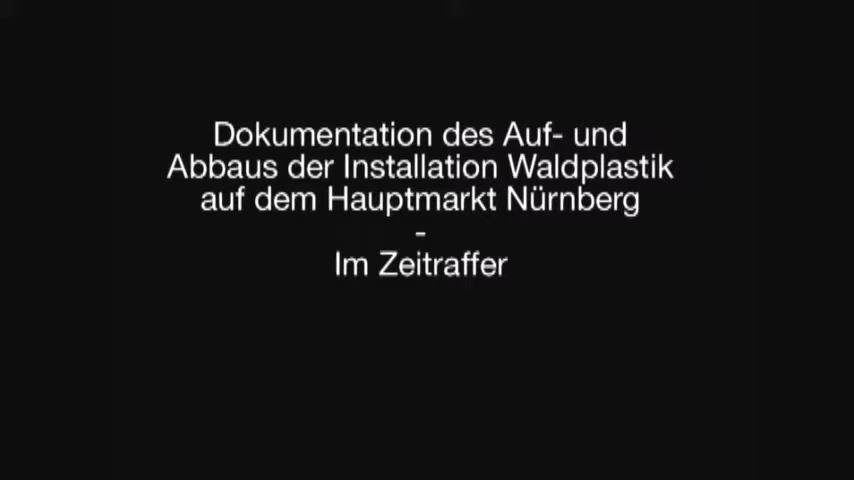 Dokumentation des Auf- und
Abbaus der Installation Waldplastik
auf dem Hauptmarkt Nürnberg
-
Im Zeitraffer